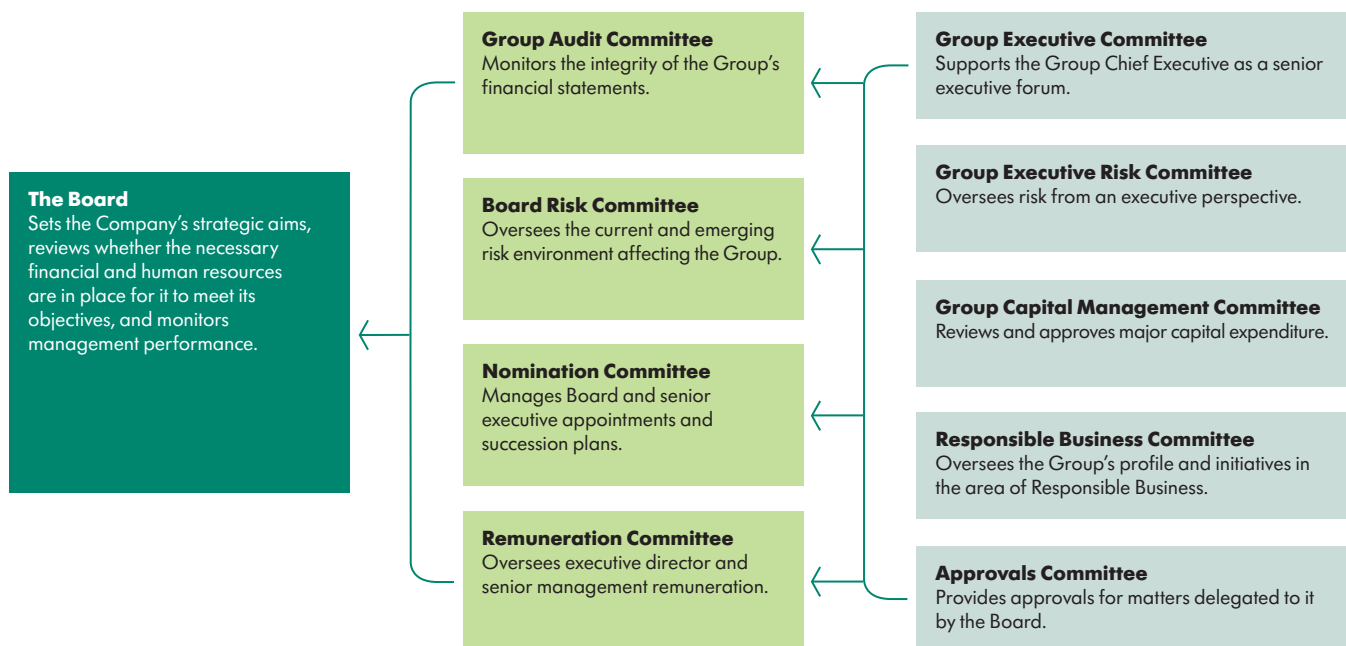 The Board
Sets the Company's strategic aims,
reviews whether the necessary
financial and human resources
are in place for it to meet its
objectives, and monitors
management performance.
Group Audit Committee
Monitors the integrity of the Group's
financial statements.
Board Risk Committee
Oversees the current and emerging
risk environment affecting the Group.
Nomination Committee
Manages Board and senior
executive appointments and
succession plans.
Remuneration Committee
Oversees executive director and
senior management remuneration.
Group Executive Committee
Supports the Group Chief Executive as a senior
executive forum.
Group Executive Risk Committee
Oversees risk from an executive perspective.
Group Capital Management Committee
Reviews and approves major capital expenditure.
Responsible Business Committee
Oversees the Group's profile and initiatives in
the area of Responsible Business.
Approvals Committee
Provides approvals for matters delegated to it
by the Board.